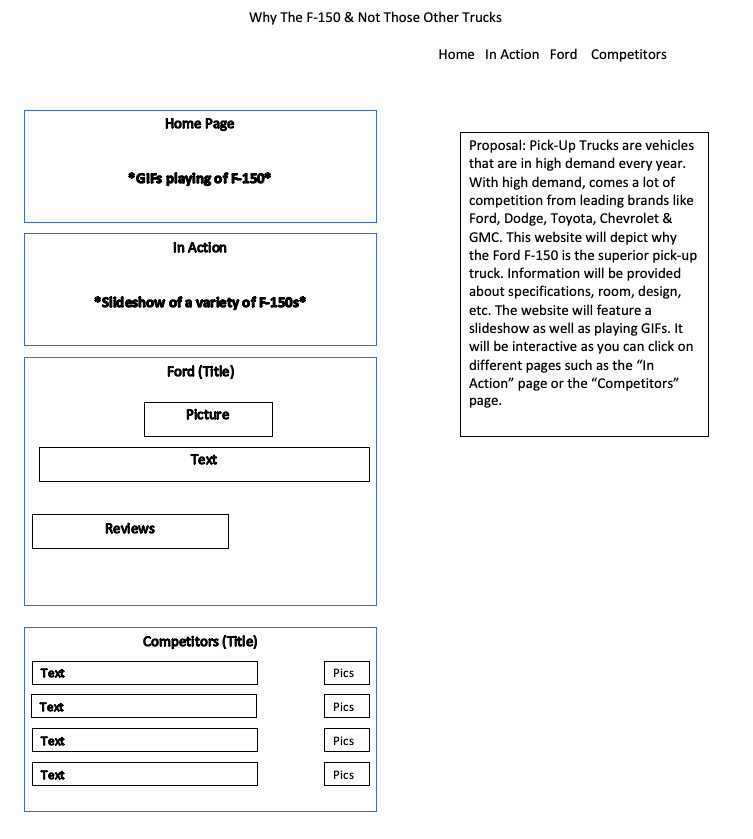 Why The F-150 & Not Those Other Trucks
Home In Action Ford Competitors
Home Page
*GIFs playing of F-150*
In Action
*Slideshow of a variety of F-150s*
Ford (Title)
Picture
Text
Reviews
Competitors (Title)
Text Pics
Text Pics
Text Pics
Text Pics
Proposal: Pick-Up Trucks are vehicles
that are in high demand every year.
With high demand, comes a lot of
competition from leading brands like
Ford, Dodge, Toyota, Chevrolet &
GMC. This website will depict why
the Ford F-150 is the superior pick-up
truck. Information will be provided
about specifications, room, design,
etc. The website will feature a
slideshow as well as playing GIFs. It
will be interactive as you can click on
different pages such as the “In
Action” page or the “Competitors”
page.